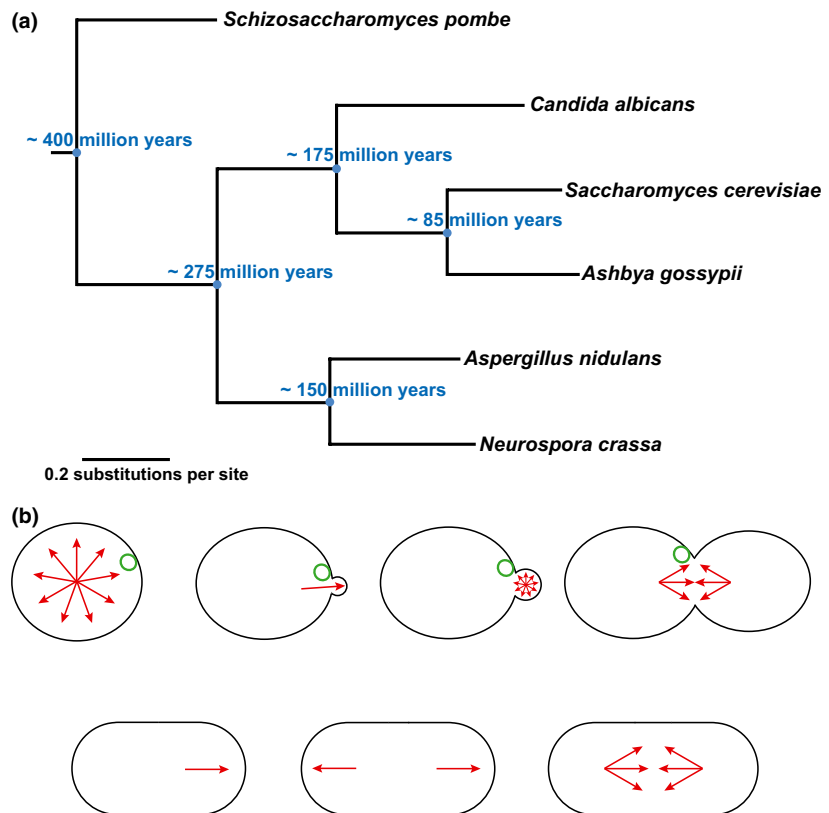 (a)
Schizosaccharomyces pombe
Candida albicans
~ 400 million years
~ 175 million years
Saccharomyces cerevisiae
~ 85 million years
~ 275 million years
Ashbya gossypii
Aspergillus nidulans
~ 150 million years
Neurospora crassa
0.2 substitutions per site
(b)